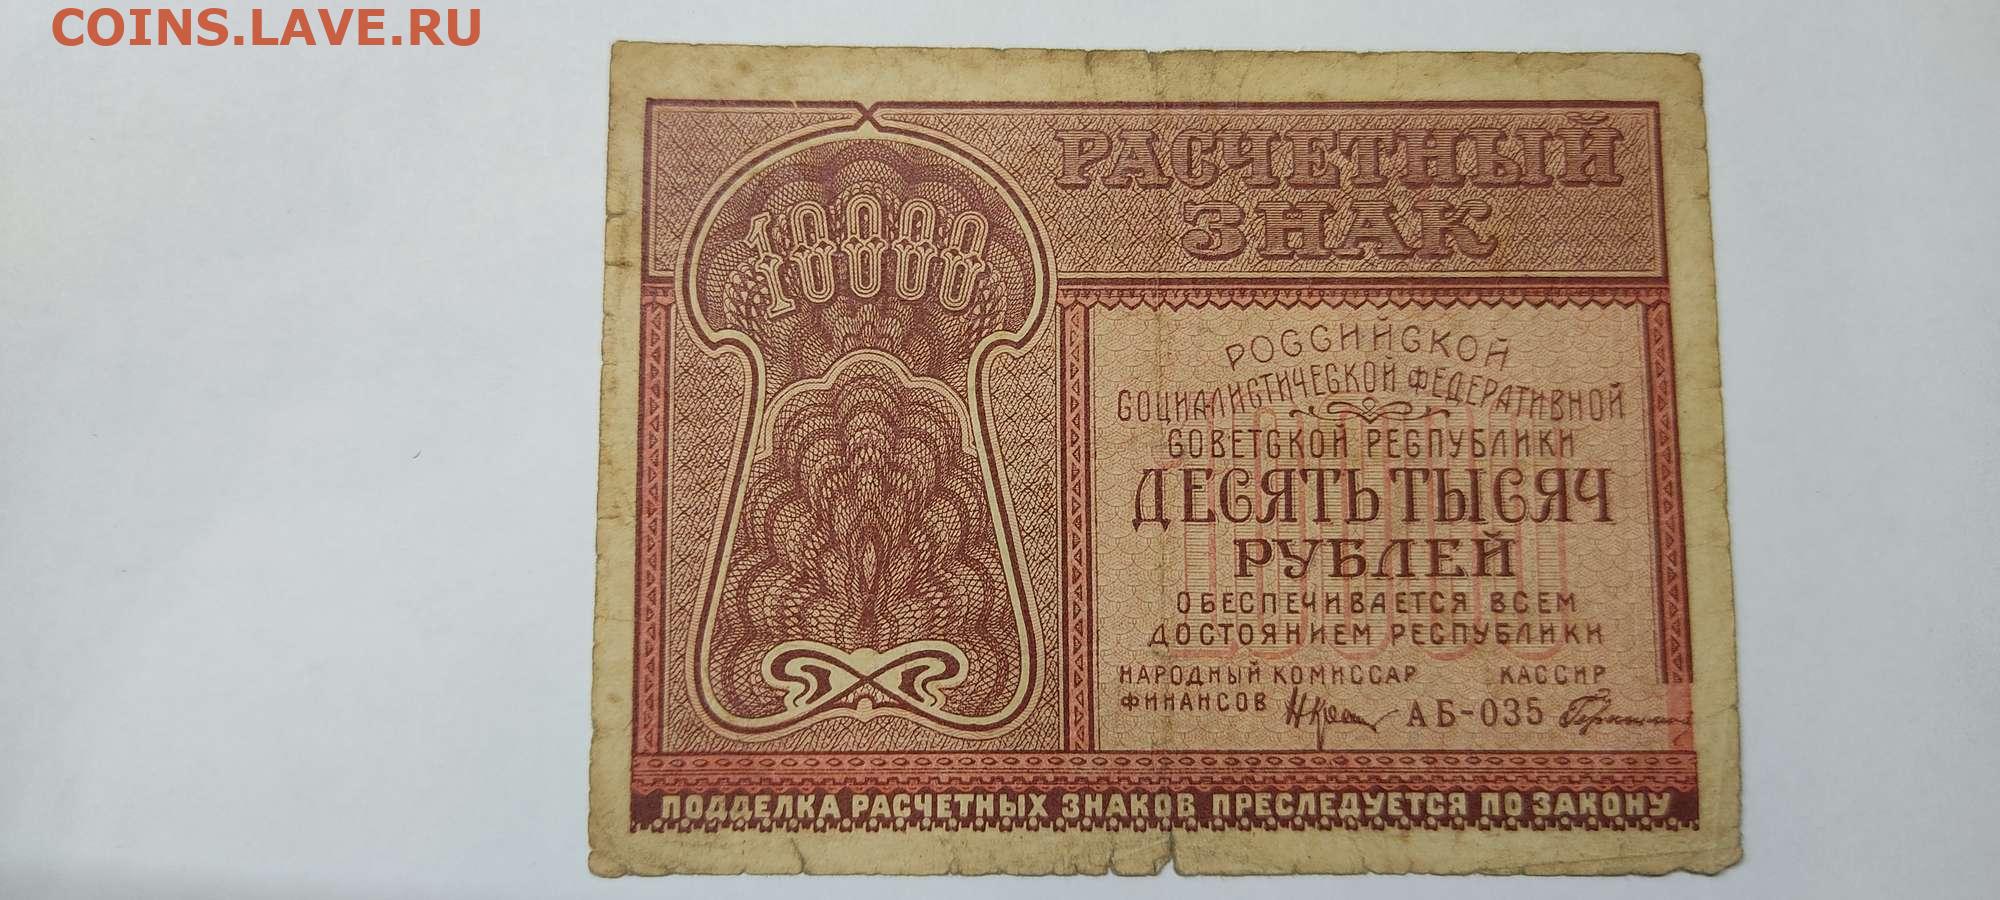 COINS.LAVE.RU
РАСЧЕТНЫЙ
ЗНАК
10000
РОССИЙСКОЙ
СОЦИАЛИСТИЧЕСКОЙ ФЕДЕРАТИВНОЙ
СОВЕТСКОЙ РЕСПУБЛИКИ
10000
ДЕСЯТЬ ТЫСЯЧ
РУБЛЕЙ
ОБЕСПЕЧИВАЕТСЯ ВСЕМ
ДОСТОЯНИЕМ РЕСПУБЛИКИ
НАРОДНЫЙ КОМИССАР КАССИР
ФИНАНСОВ АБ-035
ПОДДЕЛКА РАСЧЕТНЫХ ЗНАКОВ ПРЕСЛЕДУЕТСЯ ПО ЗАКОНУ